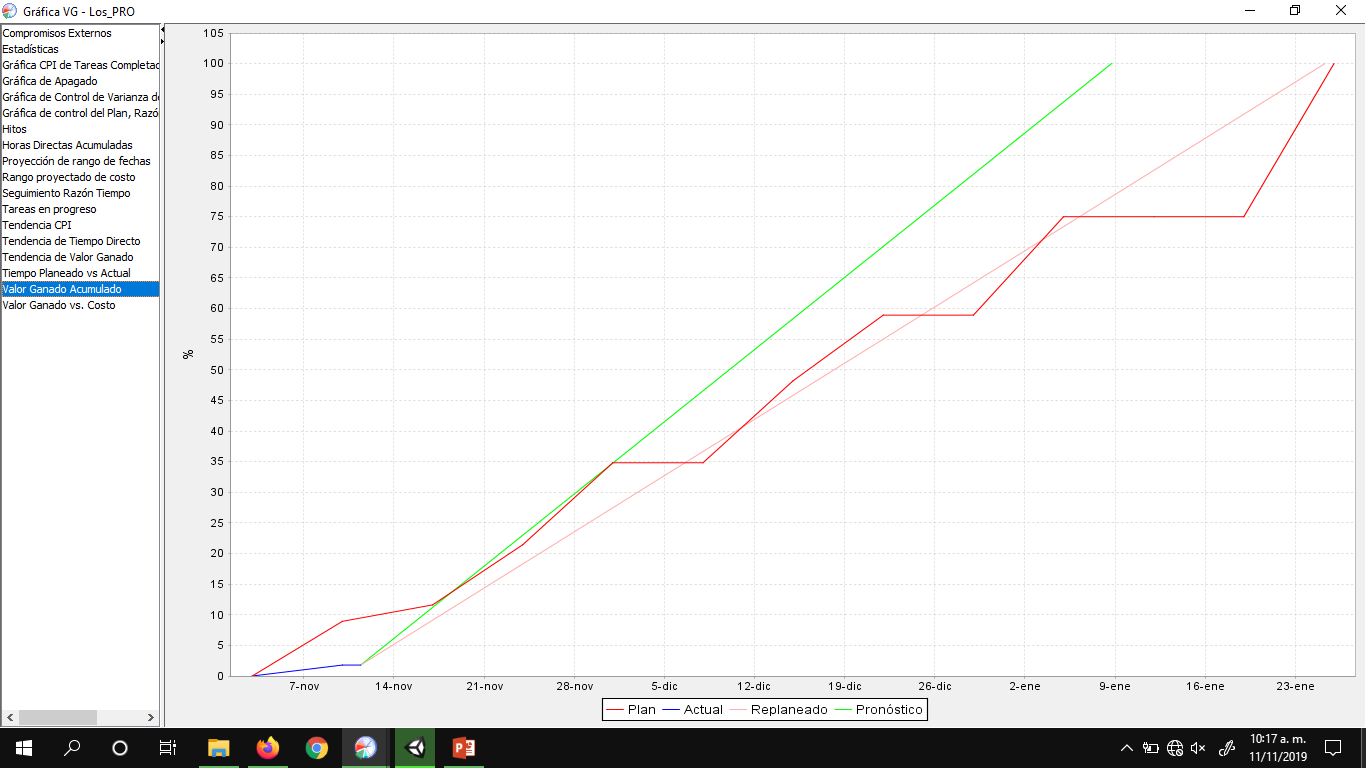 Gráfica VG - Los_PRO
Compromisos Externos
Estadísticas
Gráfica CPI de Tareas Completac
Gráfica de Apagado
Gráfica de Control de Varianza de
Gráfica de control del Plan, Razó
Hitos
Horas Directas Acumuladas
Proyección de rango de fechas
Rango proyectado de costo
Seguimiento Razón Tiempo
Tareas en progreso
Tendencia CPI
Tendencia de Tiempo Directo
Tendencia de Valor Ganado
Tiempo Planeado vs Actual
Valor Ganado Acumulado
Valor Ganado vs. Costo
105
100
95
90
85
80
75
70
65
60
55
50
45
40
35
30
25
20
15
10
5
0
%
7-nov 14-nov 21-nov 28-nov 5-dic 12-dic 19-dic 26-dic 2-ene 9-ene 16-ene 23-ene
Plan Actual Replaneado Pronóstico
10:17 a. m.
11/11/2019